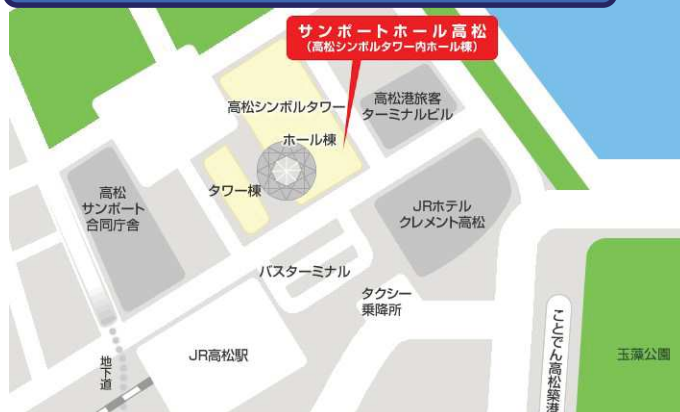 サンポートホール高松
(高松シンボルタワー内ホール棟)
高松シンボルタワー
ホール棟
高松港旅客
ターミナルビル
タワー棟
高松
サンポート
合同庁舎
JRホテル
クレメント高松
バスターミナル
タクシー
乗降所
JR高松駅
地下道
ことでん高松築港
玉藻公園